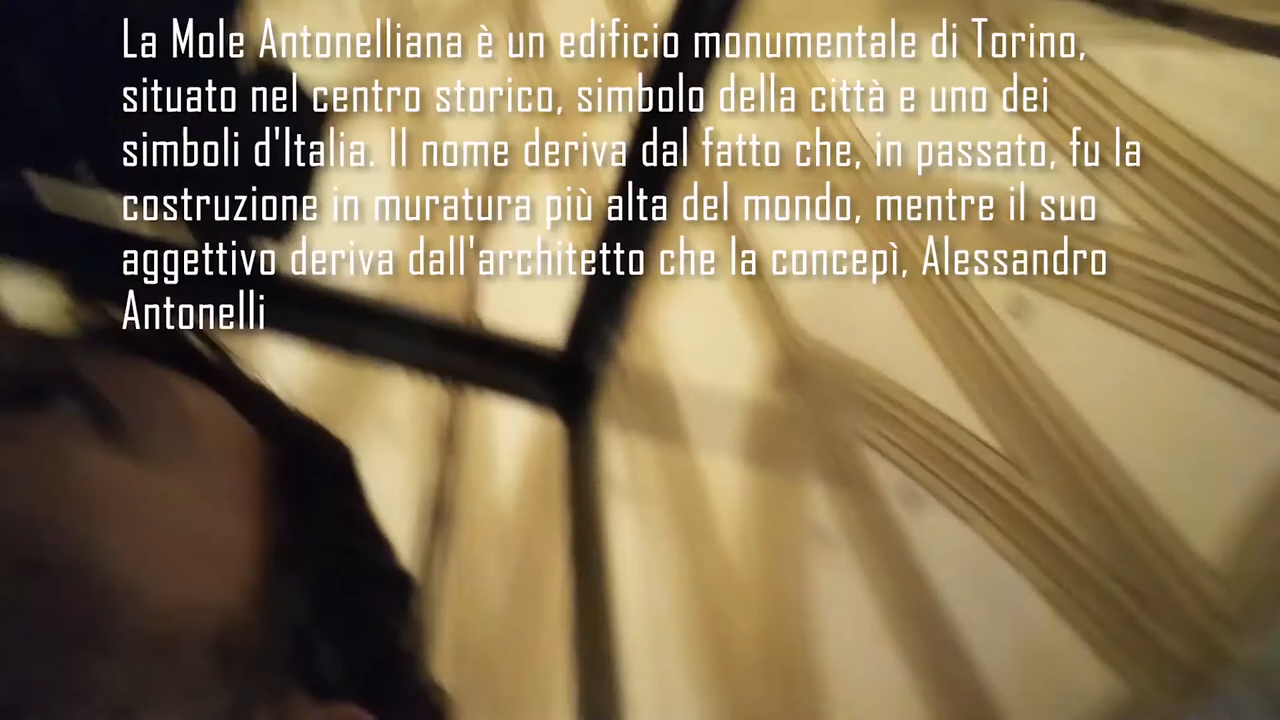 La Mole Antonelliana è un edificio monumentale di Torino,
situato nel centro storico, simbolo della città e uno dei
simboli d'Italia. Il nome deriva dal fatto che, in passato, fu la
costruzione in muratura più alta del mondo, mentre il suo
aggettivo deriva dall'architetto che la concepì, Alessandro
Antonelli